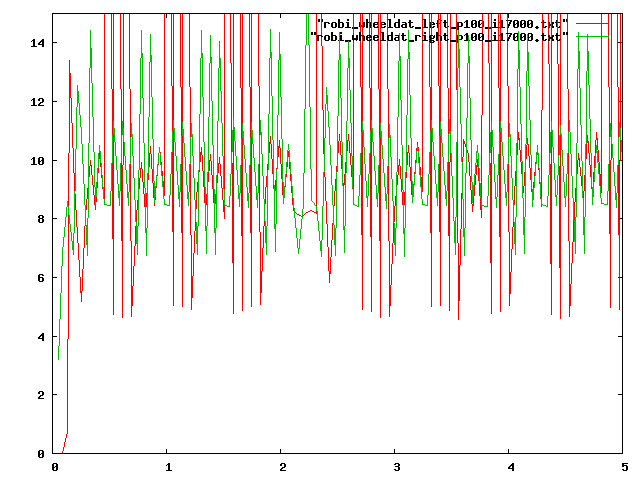 "robi_wheeldat_left_p100_i17000.txt"
"robi_wheeldat_right_p100_i17000.txt"
14
12
10
8
6
4
2
0
0 1 2 3 4 5